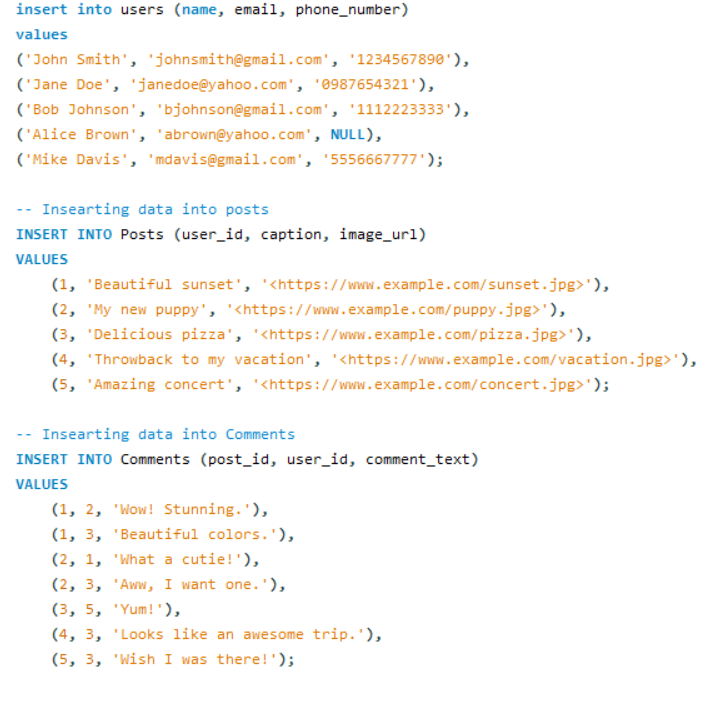 insert into users (name, email, phone_number)
values
('John Smith', 'johnsmith@gmail.com', '1234567890'),
('Jane Doe', 'janedoe@yahoo.com', '0987654321'),
('Bob Johnson', 'bjohnson@gmail.com', '1112223333'),
('Alice Brown', 'abrown@yahoo.com', NULL),
('Mike Davis', 'mdavis@gmail.com', '5556667777');
-- Insearting data into posts
INSERT INTO Posts (user_id, caption, image_url)
VALUES
(1, 'Beautiful sunset', '<https://www.example.com/sunset.jpg>'),
(2, 'My new puppy', '<https://www.example.com/puppy.jpg>'),
(3, 'Delicious pizza', '<https://www.example.com/pizza.jpg>'),
(4, 'Throwback to my vacation', '<https://www.example.com/vacation.jpg>'),
(5, 'Amazing concert', '<https://www.example.com/concert.jpg>');
-- Insearting data into Comments
INSERT INTO Comments (post_id, user_id, comment_text)
VALUES
(1, 2, 'Wow! Stunning.'),
(1, 3, 'Beautiful colors.'),
(2, 1, 'What a cutie!'),
(2, 3, 'Aww, I want one.'),
(3, 5, 'Yum!'),
(4, 3, 'Looks like an awesome trip.'),
(5, 3, 'Wish I was there!');